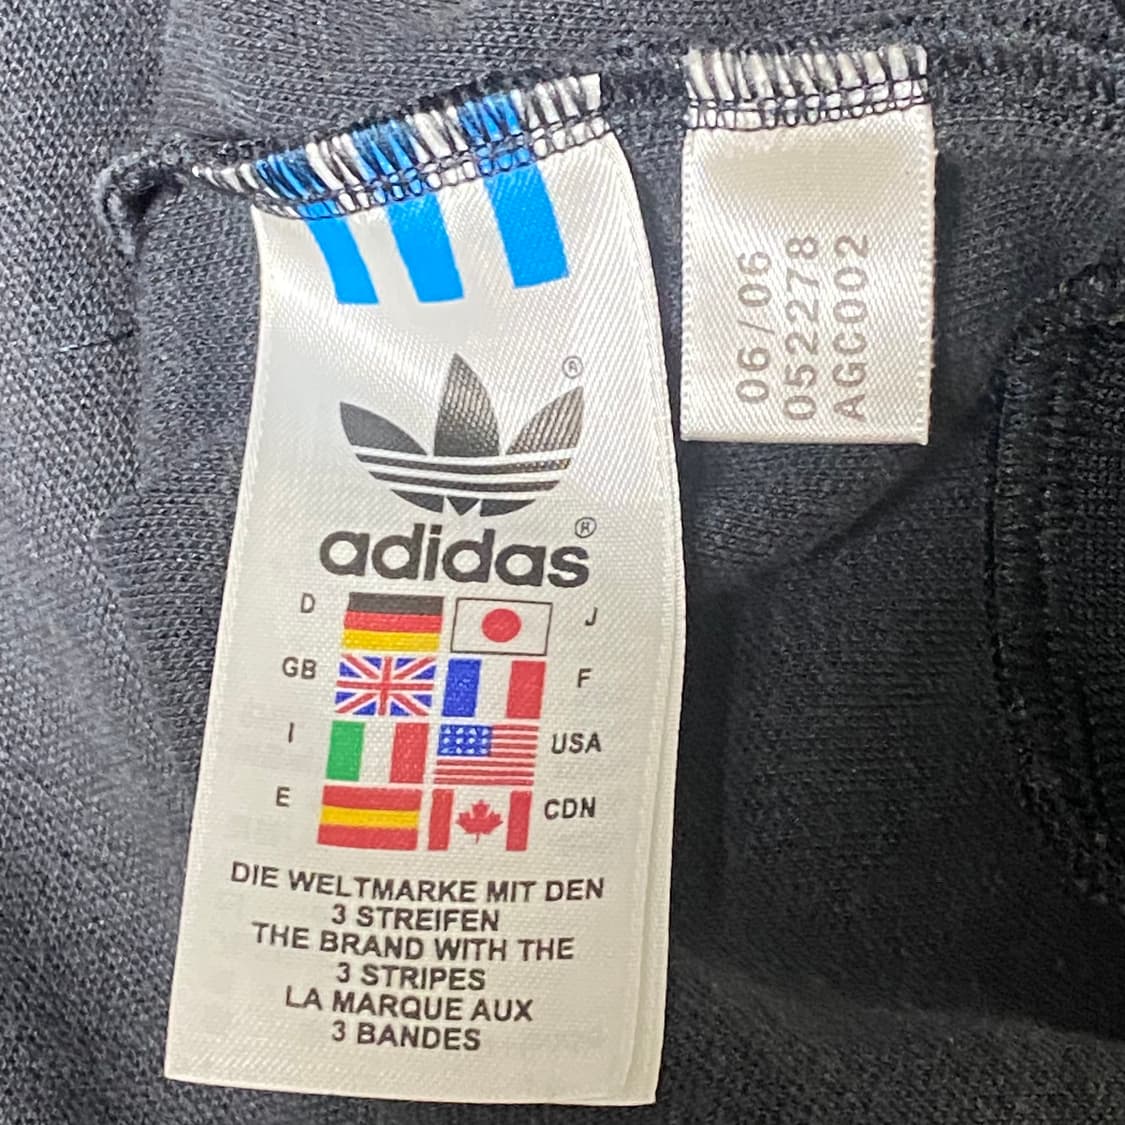 ®
adidas®
D J
GB F
I USA
E CDN
DIE WELTMARKE MIT DEN
3 STREIFEN
THE BRAND WITH THE
3 STRIPES
LA MARQUE AUX
3 BANDES
06/06
052278
AGC002